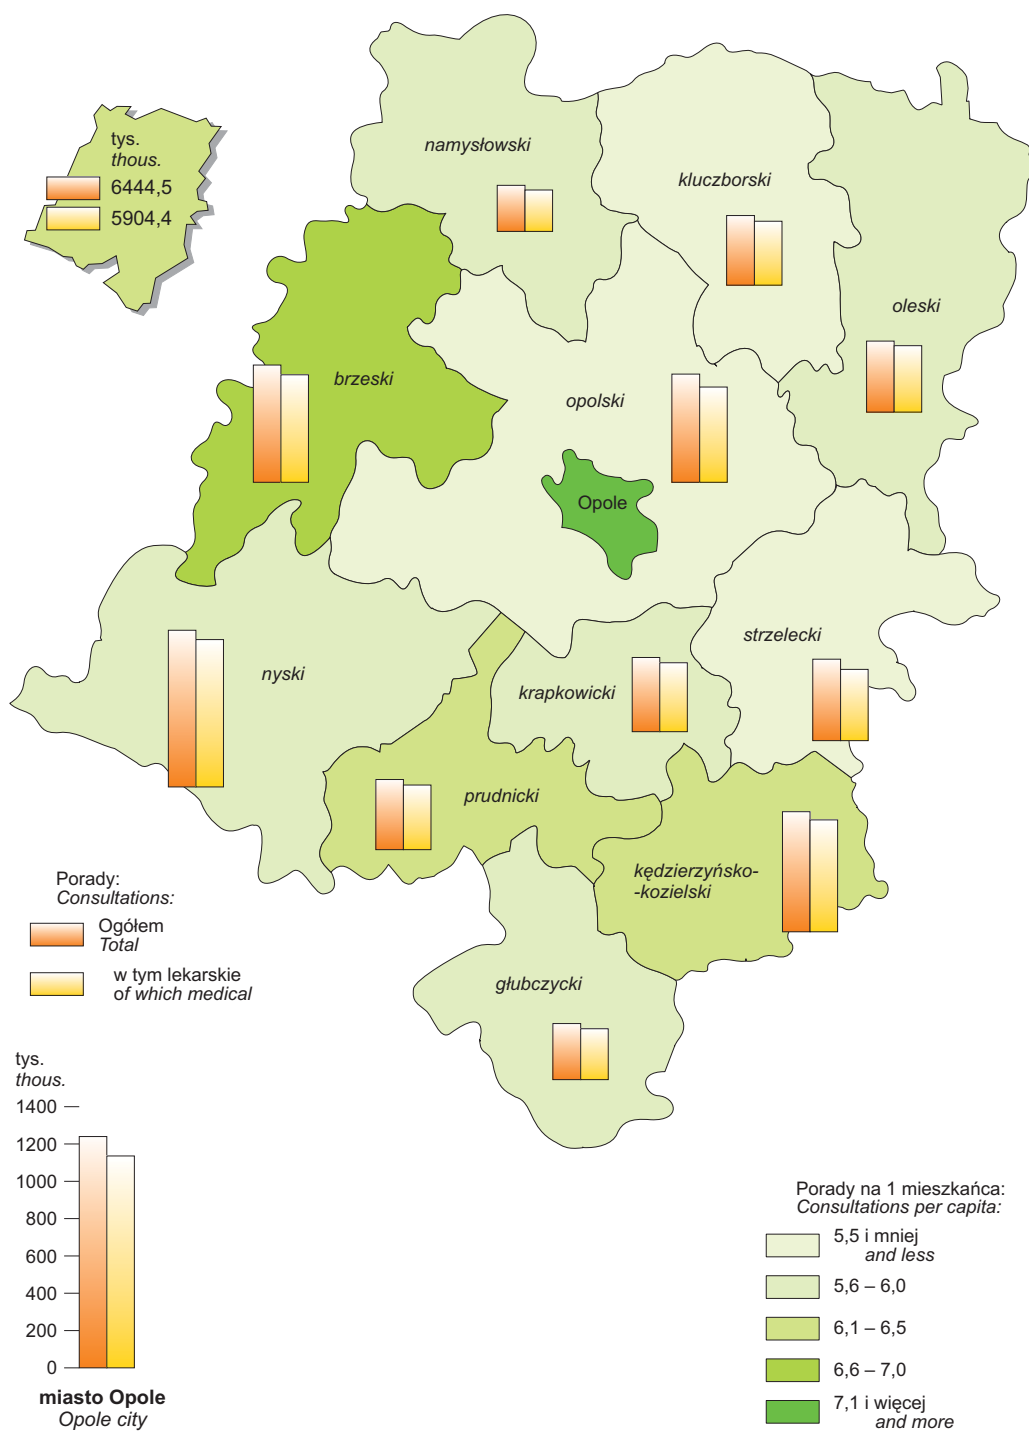 tys.
thous.
6444,5
5904,4
namysłowski
kluczborski
oleski
brzeski
opolski
Opole
strzelecki
nyski
krapkowicki
prudnicki
kędzierzyńsko-
-kozielski
głubczycki
Porady:
Consultations:
Ogółem
Total
w tym lekarskie
of which medical
tys.
thous.
1400
1200
1000
800
600
400
200
0
miasto Opole
Opole city
Porady na 1 mieszkańca:
Consultations per capita:
5,5 i mniej
and less
5,6 – 6,0
6,1 – 6,5
6,6 – 7,0
7,1 i więcej
and more